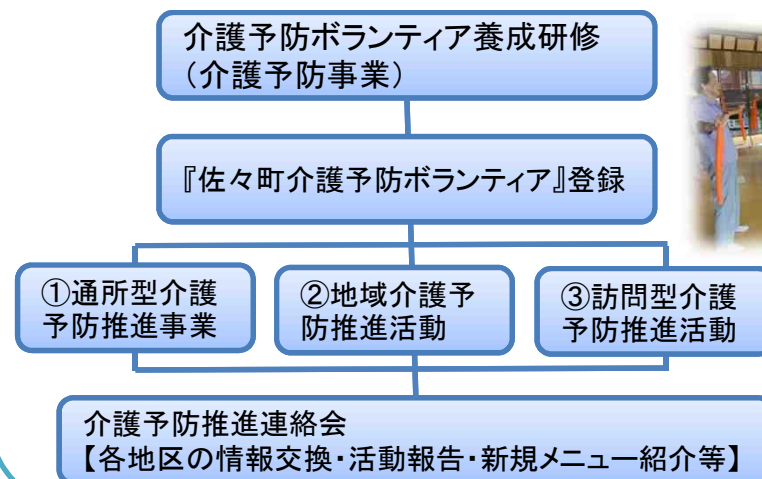 介護予防ボランティア養成研修
（介護予防事業）
『佐々町介護予防ボランティア』登録
①通所型介護
予防推進事業
②地域介護予
防推進活動
③訪問型介護
予防推進活動
介護予防推進連絡会
【各地区の情報交換・活動報告・新規メニュー紹介等】